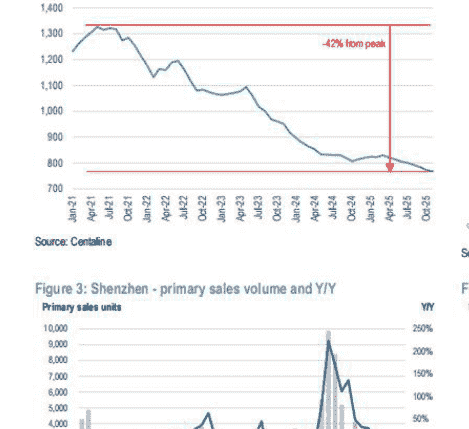 1,400
1,300
1,200
1,100
1,000
900
800
700
-42% from peak
Jan-21
Apr-21
Jul-21
Oct-21
Jan-22
Apr-22
Jul-22
Oct-22
Jan-23
Apr-23
Jul-23
Oct-23
Jan-24
Apr-24
Jul-24
Oct-24
Jan-25
Apr-25
Jul-25
Oct-25
Source: Centaline
Figure 3: Shenzhen - primary sales volume and Y/Y
Primary sales units
Y/Y
10,000
9,000
8,000
7,000
6,000
5,000
4,000
250%
200%
150%
100%
50%